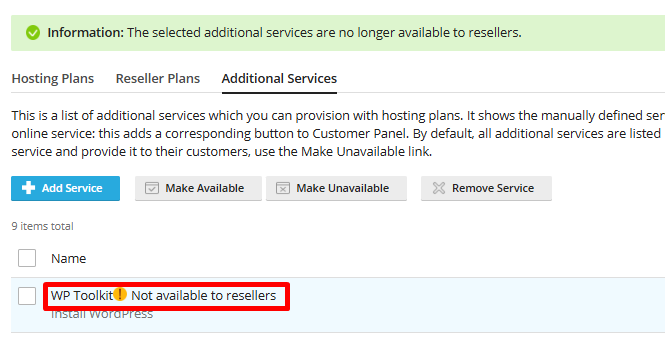 Information: The selected additional services are no longer available to resellers.
Hosting Plans Reseller Plans Additional Services
This is a list of additional services which you can provision with hosting plans. It shows the manually defined ser
online service: this adds a corresponding button to Customer Panel. By default, all additional services are listed
service and provide it to their customers, use the Make Unavailable link.
Add Service Make Available Make Unavailable Remove Service
9 items total
Name
WP Toolkit Not available to resellers
Install WordPress